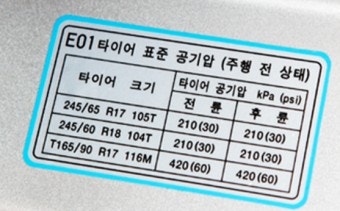 E01 타이어 표준 공기압 (주행 전 상태)
타이어 크기 타이어 공기압 kPa (psi)
전 륜 후 륜
245/65 R17 105T 210(30) 210(30)
245/60 R18 104T 210(30) 210(30)
T165/90 R17 116M 420(60) 420(60)